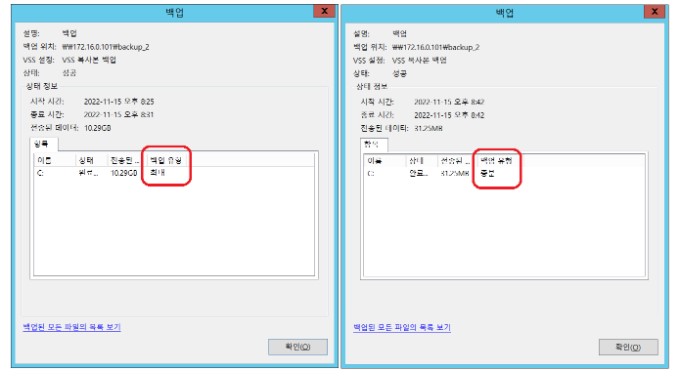 백업
X
설명: 백업
백업 위치: ₩₩172.16.0.101₩backup_2
VSS 설정: VSS 복사본 백업
상태: 성공
상태 정보
시작 시간: 2022-11-15 오후 8:25
종료 시간: 2022-11-15 오후 8:31
전송된 데이터: 10.29GB
항목
이름 상태 전송된 ... 백업 유형
C: 완료... 10.29GB 최대
백업된 모든 파일의 목록 보기
확인(O)
백업
X
설명: 백업
백업 위치: ₩₩172.16.0.101₩backup_2
VSS 설정: VSS 복사본 백업
상태: 성공
상태 정보
시작 시간: 2022-11-15 오후 8:42
종료 시간: 2022-11-15 오후 8:42
전송된 데이터: 31.25MB
항목
이름 상태 전송된 ... 백업 유형
C: 완료... 31.25MB 증분
백업된 모든 파일의 목록 보기
확인(O)